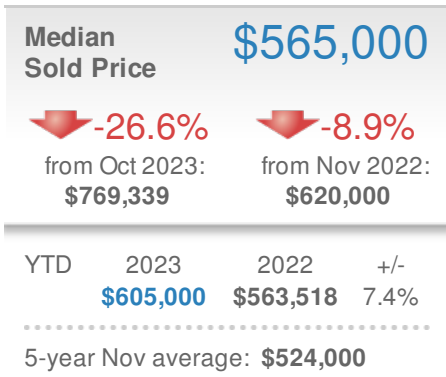 Median
Sold Price
$565,000
-26.6% -8.9%
from Oct 2023: from Nov 2022:
$769,339 $620,000
YTD 2023 2022 +/-
$605,000 $563,518 7.4%
5-year Nov average: $524,000